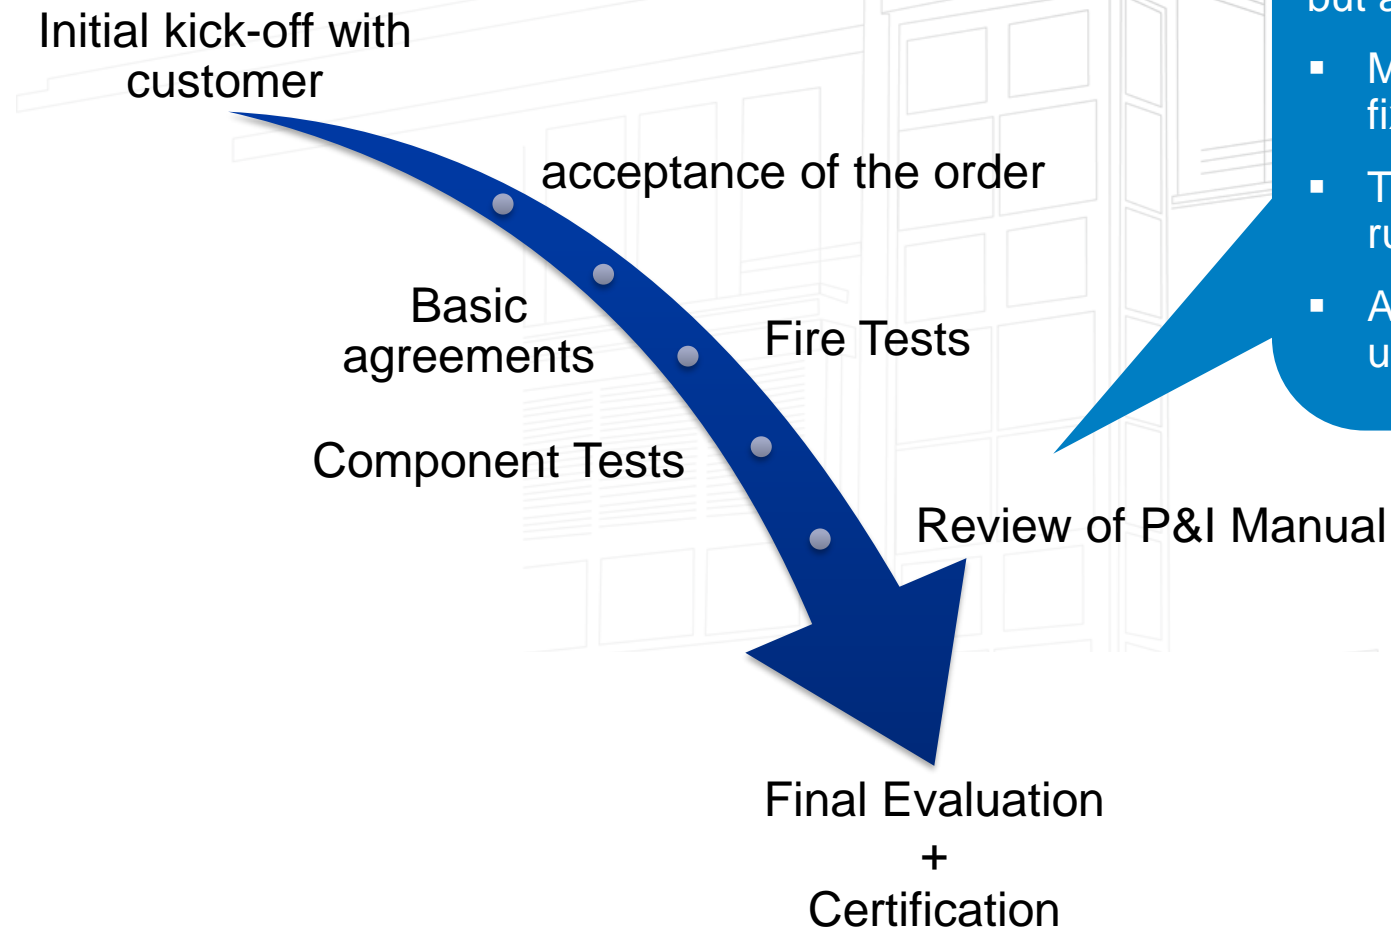 Initial kick-off with
customer
acceptance of the order
Basic
agreements
Fire Tests
Component Tests
Review of P&I Manual
Final Evaluation
+
Certification
but